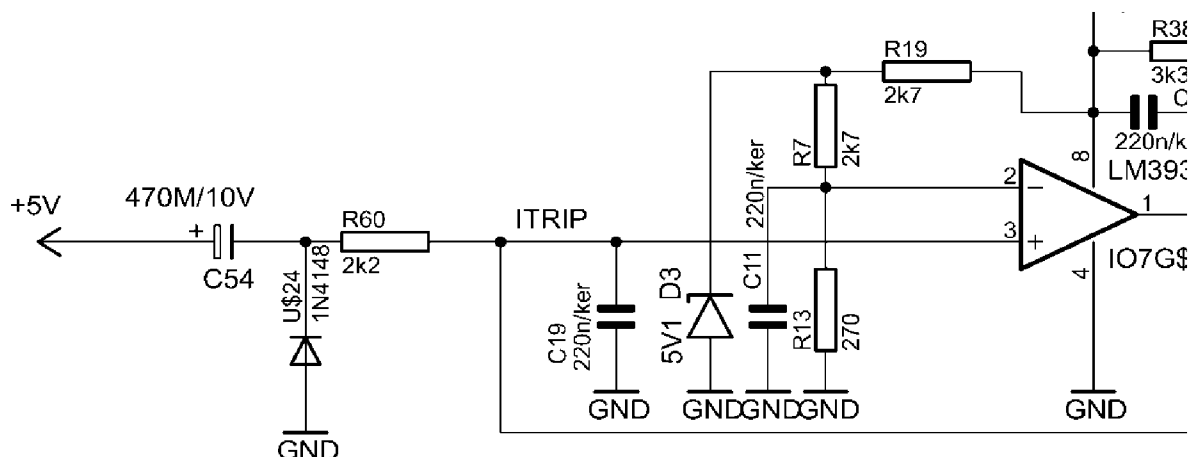 R38
R19
3k3
2k7
C
R7
2k7
220n/k
8
LM393
470M/10V
220n/ker
2
+5V
R60
ITRIP
1
+
C54
2k2
3
IO7G$
U$24
1N4148
D3
C11
4
C19
220n/ker
5V1
R13
270
GND
GND
GND
GND
GND
GND